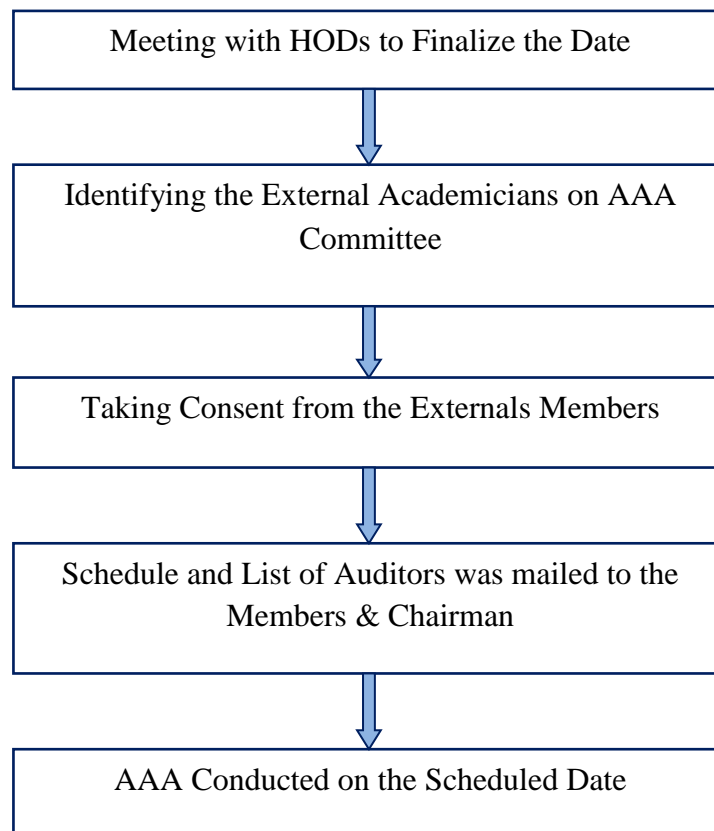 Meeting with HODs to Finalize the Date
Identifying the External Academicians on AAA
Committee
Taking Consent from the Externals Members
Schedule and List of Auditors was mailed to the
Members & Chairman
AAA Conducted on the Scheduled Date